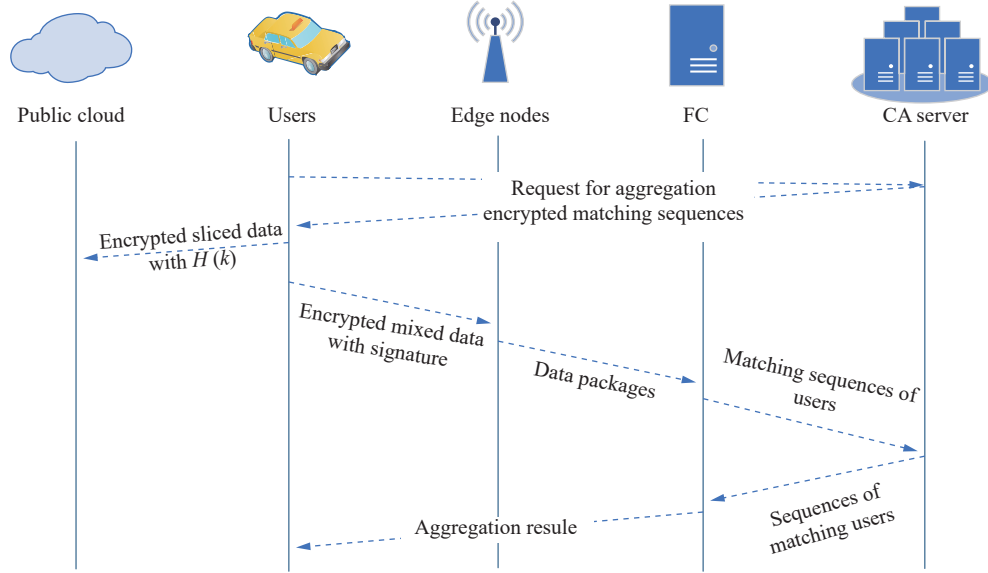 Public cloud
Users
Edge nodes
FC
CA server
Request for aggregation
encrypted matching sequences
Encrypted sliced data
with H (k)
Encrypted mixed data
with signature
Data packages
Matching sequences of
users
Sequences of
matching users
Aggregation resule